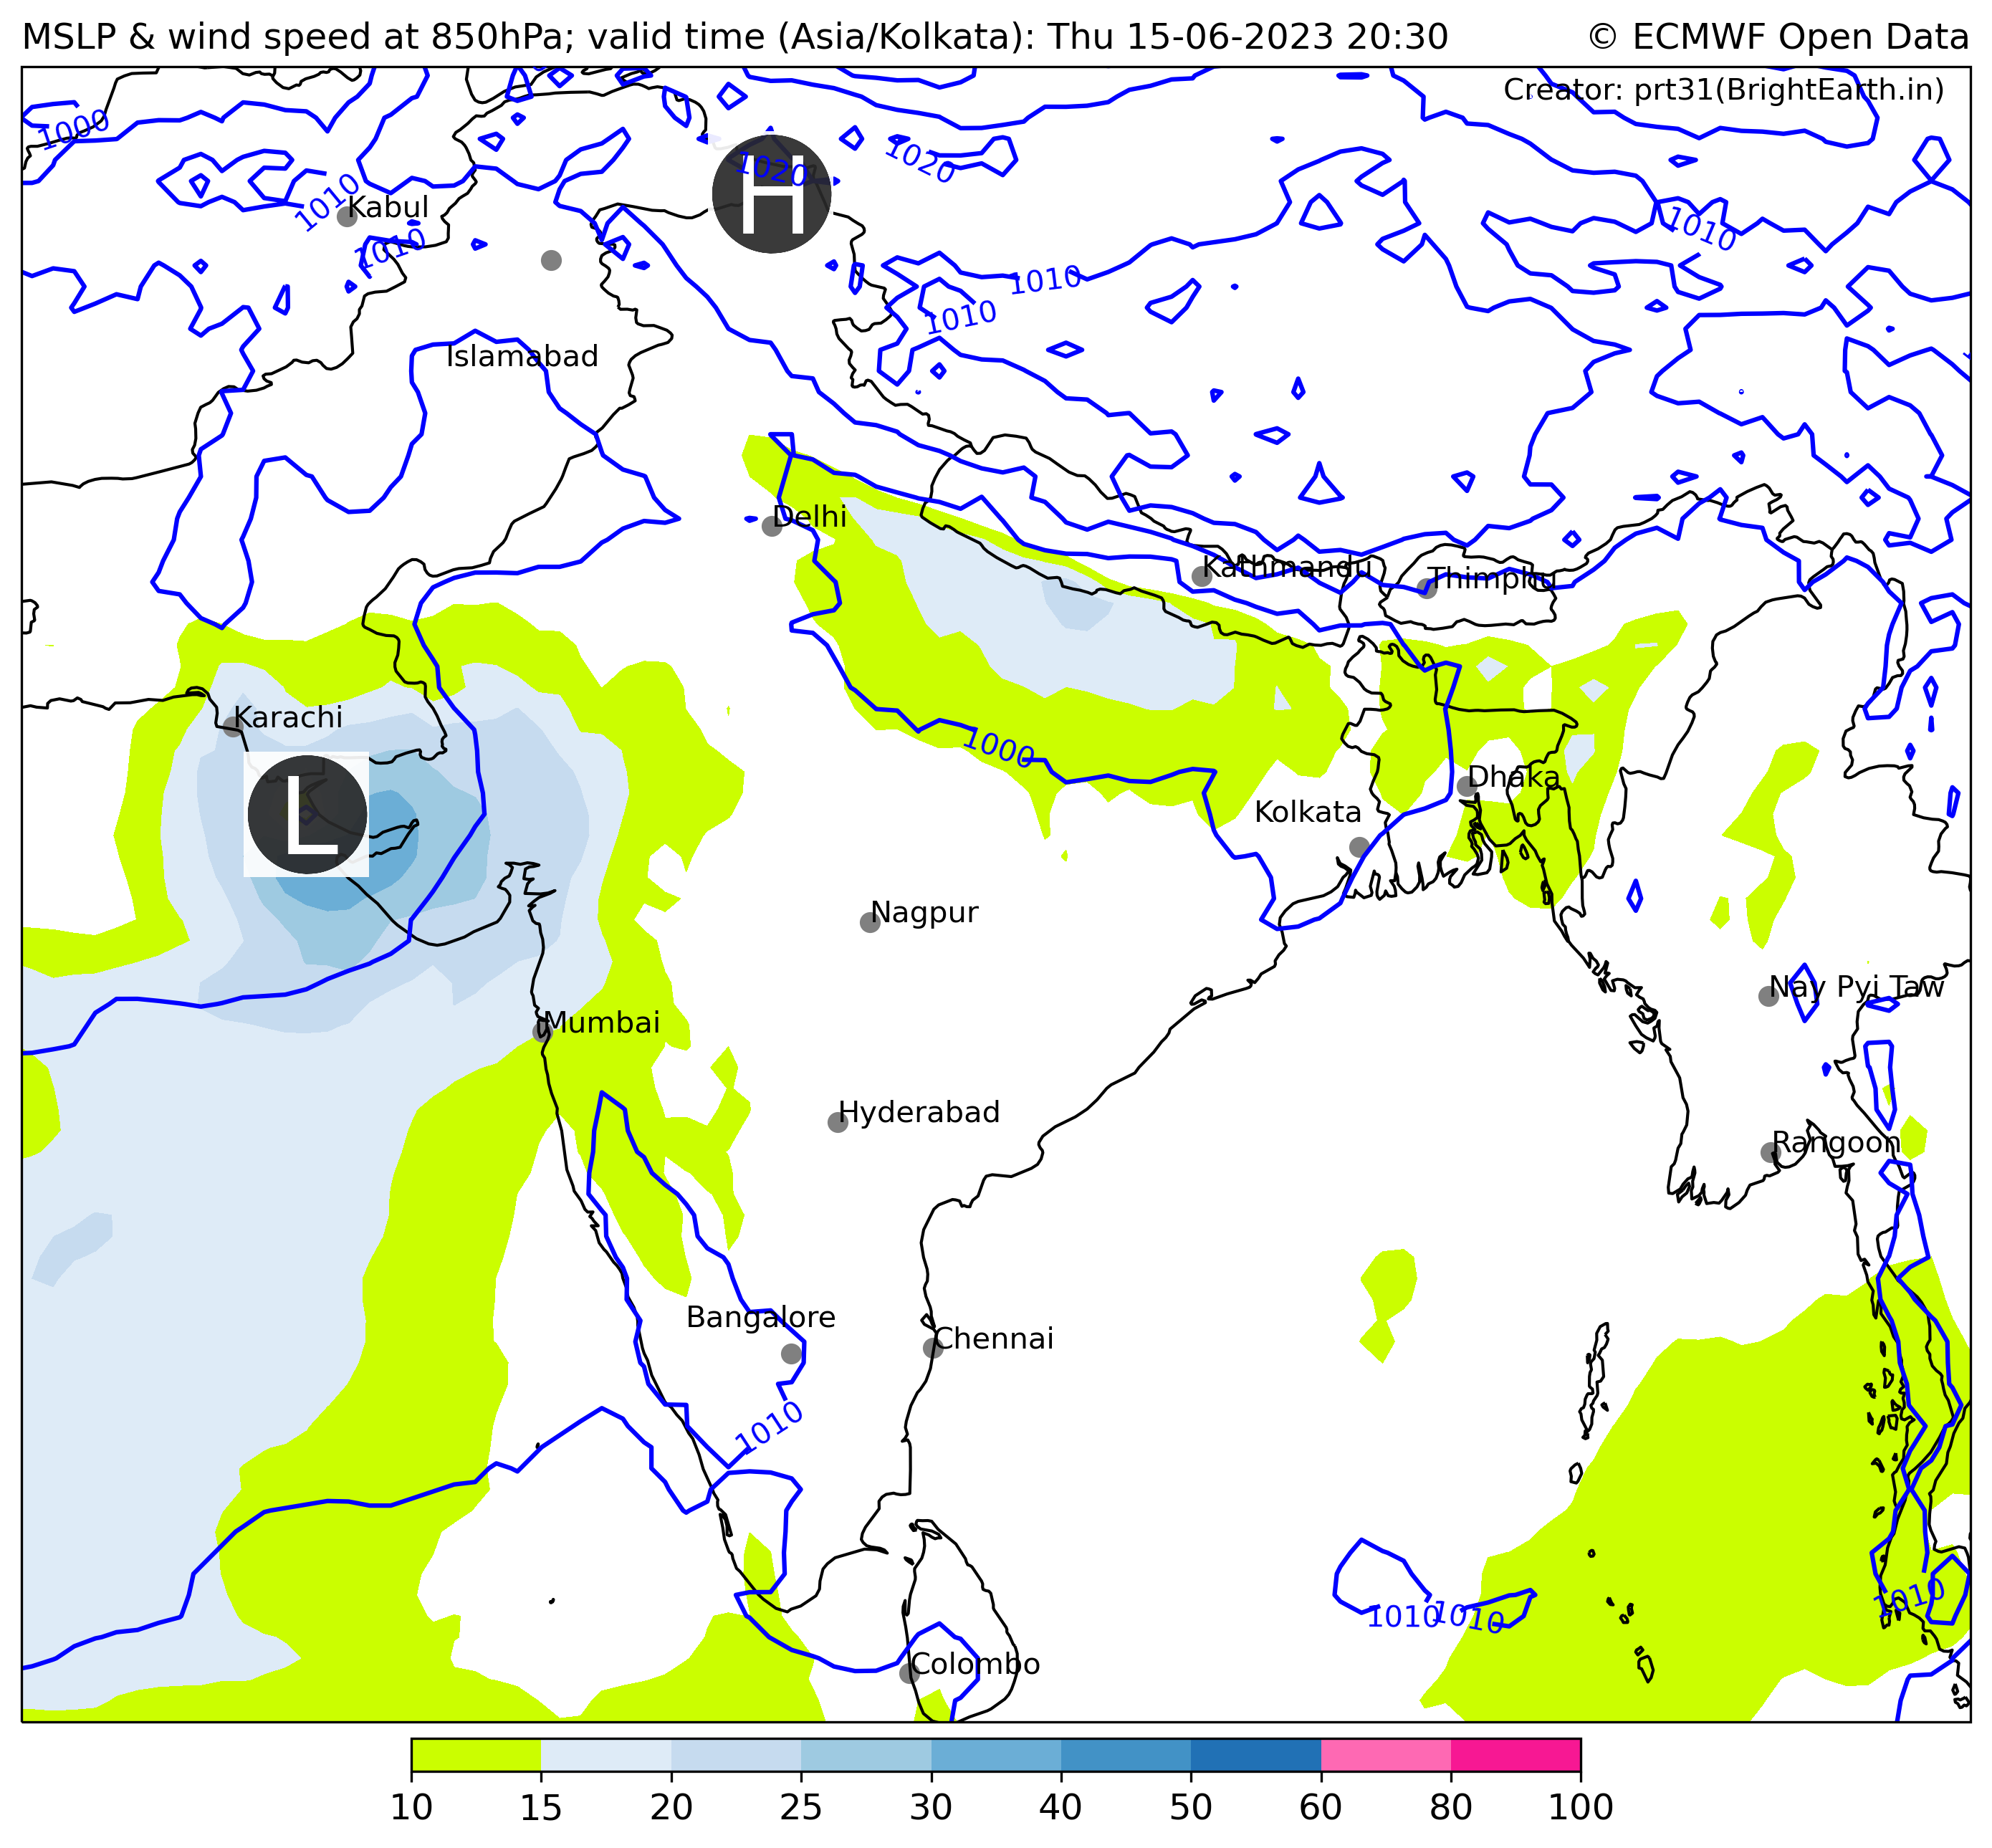 MSLP & wind speed at 850hPa; valid time (Asia/Kolkata): Thu 15-06-2023 20:30
© ECMWF Open Data
Creator: prt31(BrightEarth.in)
1000
1020
H
1020
1010
Kabul
1010
1010
1010
1010
Islamabad
Delhi
Kathmandu
Thimphu
Karachi
1000
L
Dhaka
Kolkata
Nagpur
Nay Pyi Taw
Mumbai
Hyderabad
Rangoon
Bangalore
Chennai
1010
1010
1010
1010
Colombo
10 15 20 25 30 40 50 60 80 100